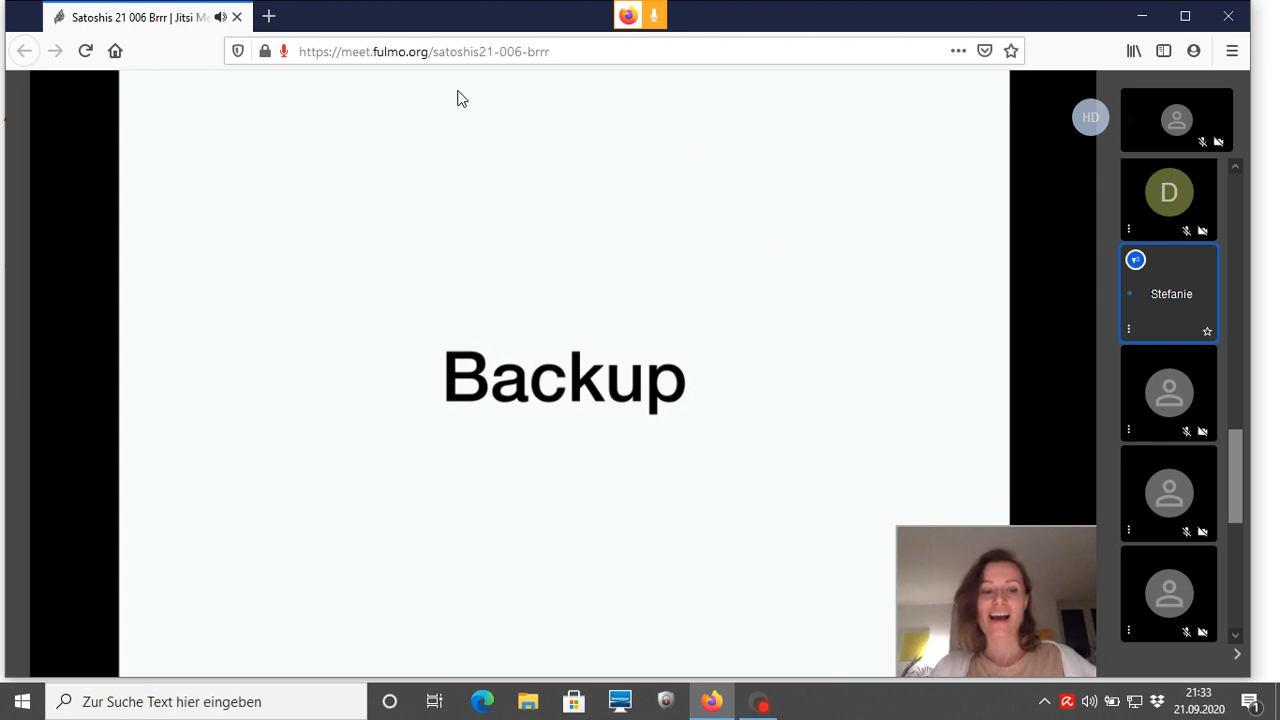 Satoshis 21 006 Brrr | Jitsi M
https://meet.fulmo.org/satoshis21-006-brrr
HD
D
Stefanie
Backup
Zur Suche Text hier eingeben
21:33
21.09.2020
1